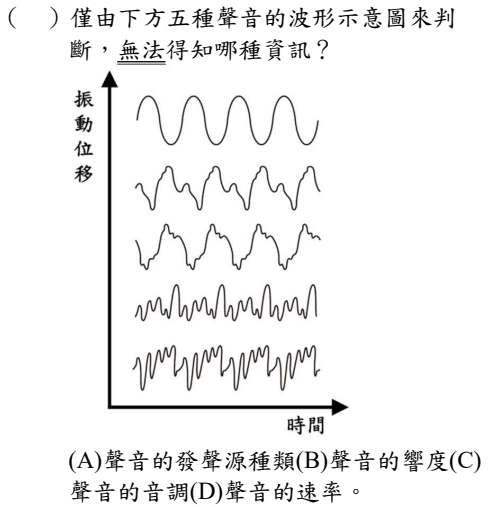 （　）僅由下方五種聲音的波形示意圖來判
斷，無法得知哪種資訊？
振動位移
時間
(A)聲音的發聲源種類(B)聲音的響度(C)
聲音的音調(D)聲音的速率。